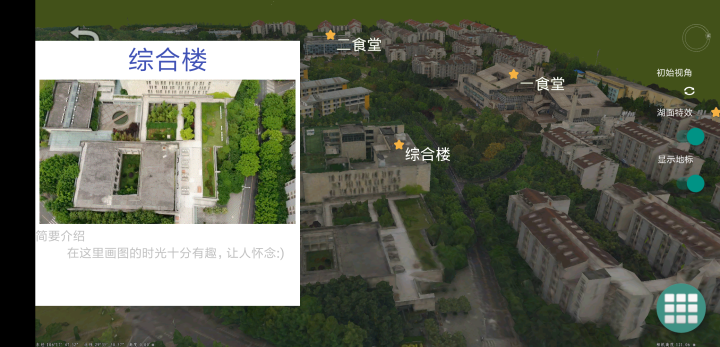 综合楼
简要介绍
在这里画图的时光十分有趣，让人怀念:)
二食堂
一食堂
综合楼
初始视角
湖面特效
显示地标